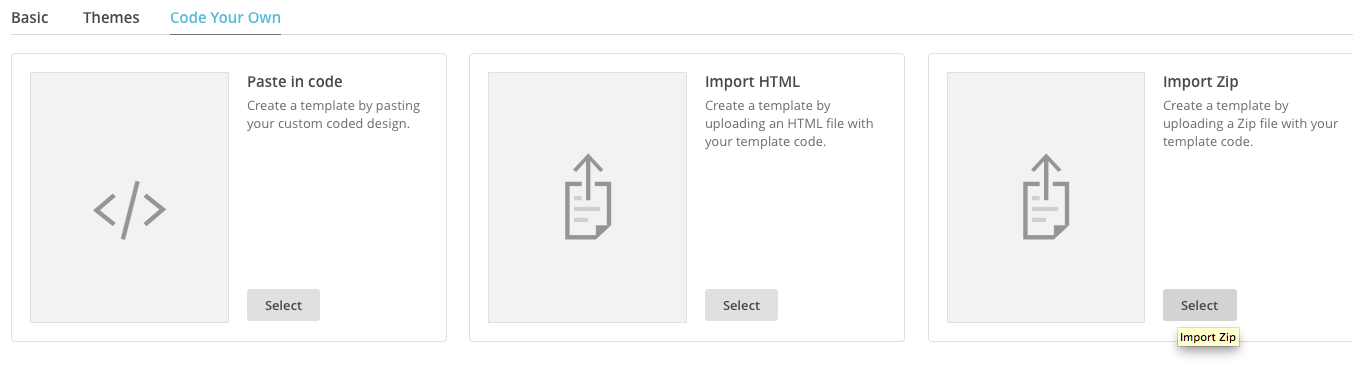 Basic Themes Code Your Own
Paste in code
Create a template by pasting
your custom coded design.
Select
Import HTML
Create a template by
uploading an HTML file with
your template code.
Select
Import Zip
Create a template by
uploading a Zip file with your
template code.
Select
Import Zip